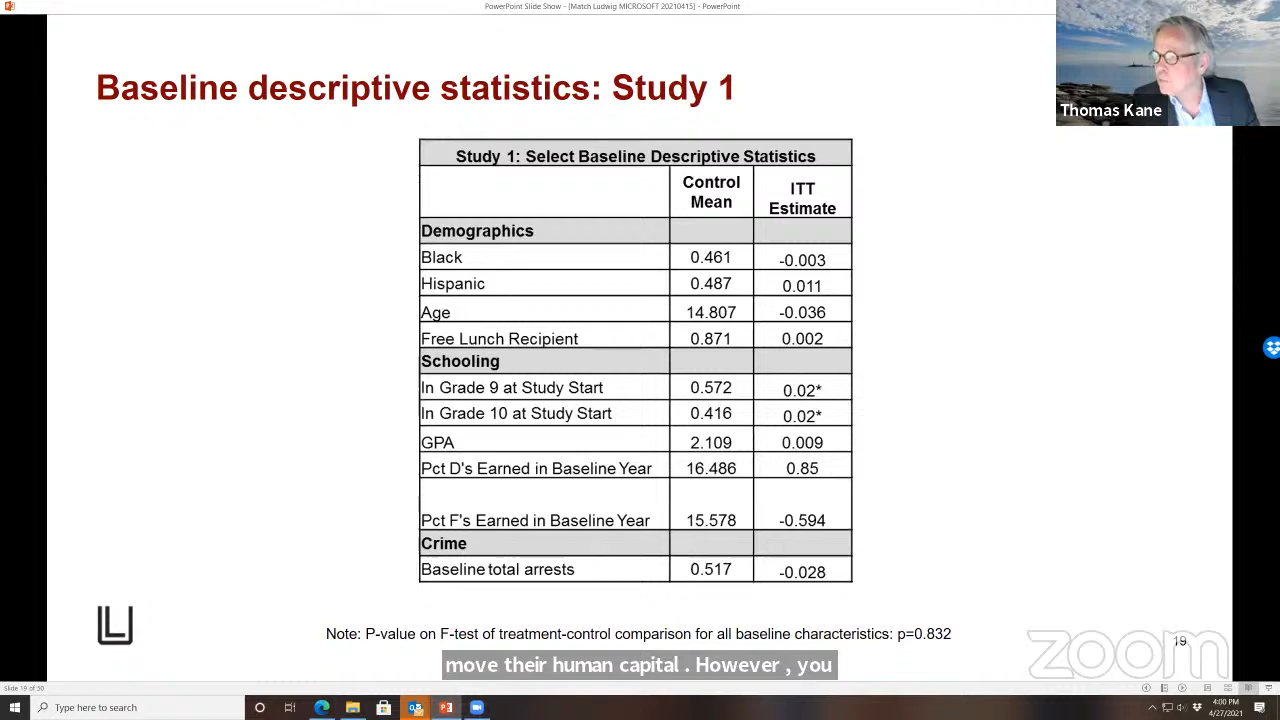 PowerPoint Slide Show - [Match Ludwig MICROSOFT 20210415] - PowerPoint
Thomas Kane
Baseline descriptive statistics: Study 1
Study 1: Select Baseline Descriptive Statistics
Control Mean ITT Estimate
Demographics
Black 0.461 -0.003
Hispanic 0.487 0.011
Age 14.807 -0.036
Free Lunch Recipient 0.871 0.002
Schooling
In Grade 9 at Study Start 0.572 0.02*
In Grade 10 at Study Start 0.416 0.02*
GPA 2.109 0.009
Pct D's Earned in Baseline Year 16.486 0.85
Pct F's Earned in Baseline Year 15.578 -0.594
Crime
Baseline total arrests 0.517 -0.028
Note: P-value on F-test of treatment-control comparison for all baseline characteristics: p=0.832
19
zoom
move their human capital . However , you
Slide 19 of 50
Type here to search
4:00 PM
4/27/2021